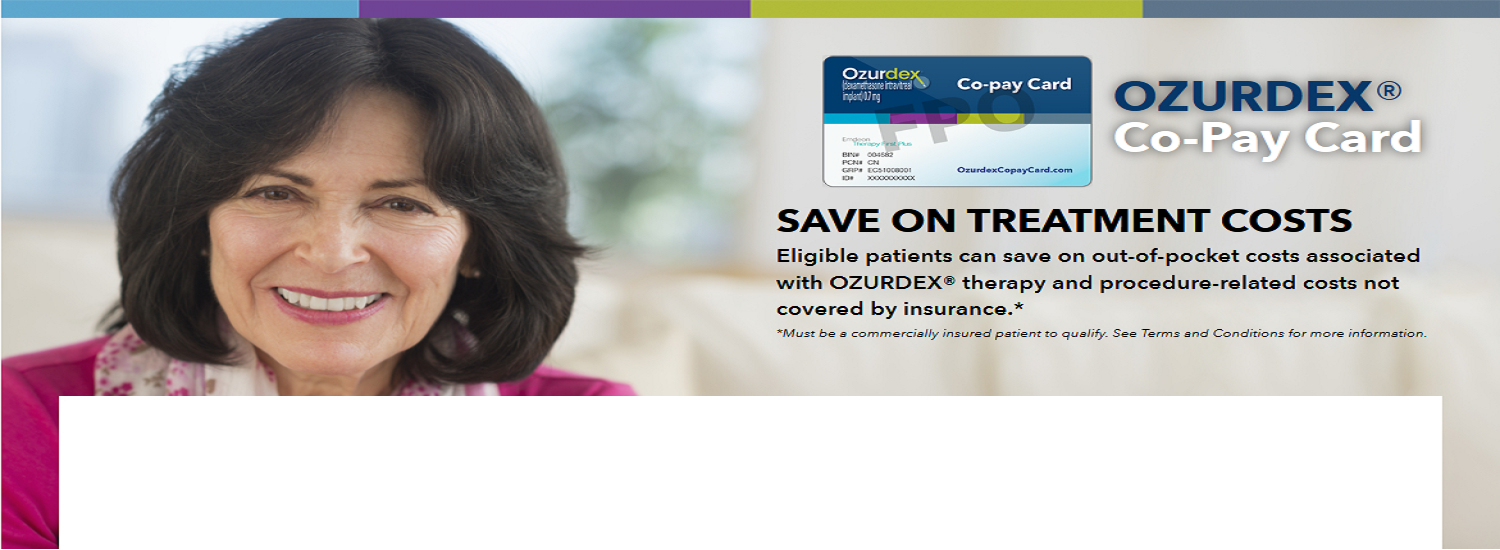 Ozurdex
(dexamethasone intravitreal
implant) 0.7 mg
Co-pay Card
FPO
Emdeon
Therapy First Plus
BIN# 004682
PCN# CN
GRP# EC51008001
ID# XXXXXXXXXX
OzurdexCopayCard.com
OZURDEX®
Co-Pay Card
SAVE ON TREATMENT COSTS
Eligible patients can save on out-of-pocket costs associated
with OZURDEX® therapy and procedure-related costs not
covered by insurance.*
*Must be a commercially insured patient to qualify. See Terms and Conditions for more information.